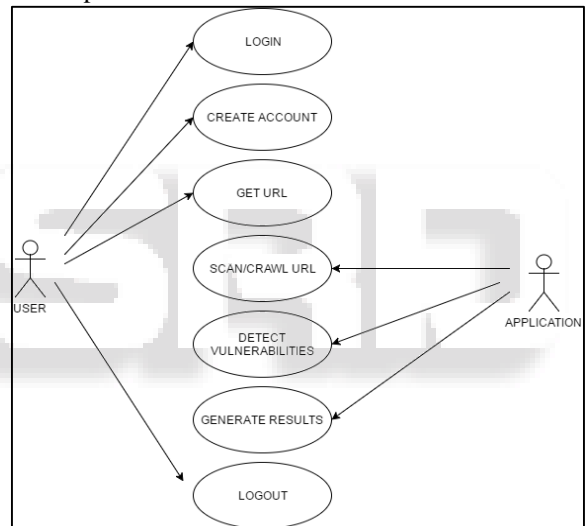 LOGIN
CREATE ACCOUNT
GET URL
SCAN/CRAWL URL
USER
APPLICATION
DETECT
VULNERABILITIES
GENERATE RESULTS
LOGOUT